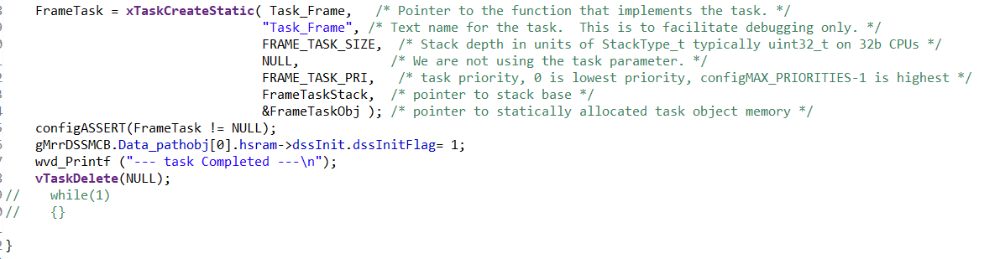 FrameTask = xTaskCreateStatic( Task_Frame,   /* Pointer to the function that implements the task. */
"Task_Frame", /* Text name for the task.  This is to facilitate debugging only. */
FRAME_TASK_SIZE,  /* Stack depth in units of StackType_t typically uint32_t on 32b CPUs */
NULL,            /* We are not using the task parameter. */
FRAME_TASK_PRI,   /* task priority, 0 is lowest priority, configMAX_PRIORITIES-1 is highest */
FrameTaskStack,  /* pointer to stack base */
&FrameTaskObj ); /* pointer to statically allocated task object memory */
configASSERT(FrameTask != NULL);
gMrrDSSMCB.Data_pathobj[0].hsram->dssInit.dssInitFlag= 1;
wvd_Printf ("--- task Completed ---\n");
vTaskDelete(NULL);
//    while(1)
//    {}
}